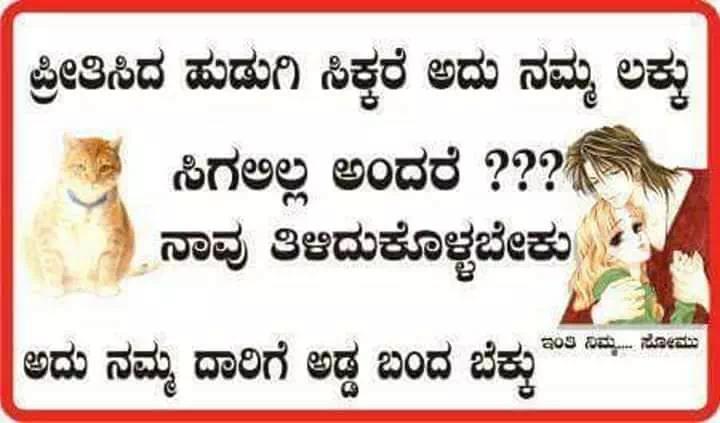 ಪ್ರೀತಿಸಿದ ಹುಡುಗಿ ಸಿಕ್ಕರೆ ಅದು ನಮ್ಮ ಲಕ್ಕು
ಸಿಗಲಿಲ್ಲ ಅಂದರೆ ???
ನಾವು ತಿಳಿದುಕೊಳ್ಳಬೇಕು
ಅದು ನಮ್ಮ ದಾರಿಗೆ ಅಡ್ಡ ಬಂದ ಬೆಕ್ಕು
ಇಂತಿ ನಿಮ್ಮ.... ಸೋಮು